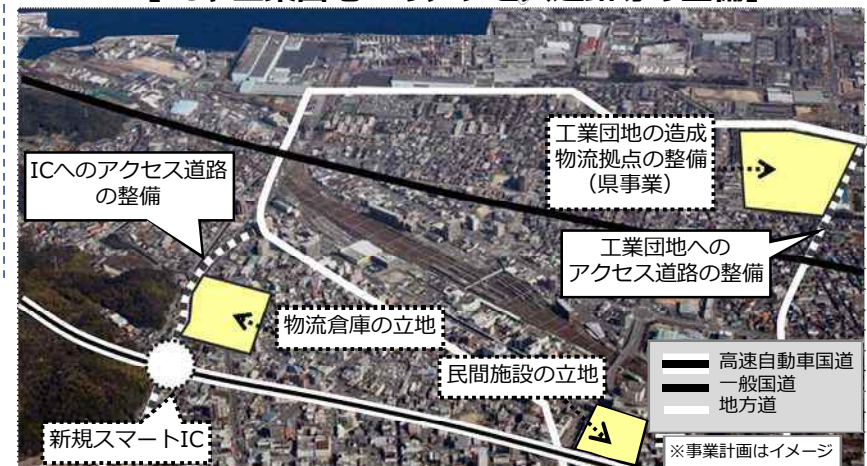 工業団地の造成
物流拠点の整備
（県事業）
ICへのアクセス道路
の整備
工業団地への
アクセス道路の整備
物流倉庫の立地
民間施設の立地
高速自動車国道
一般国道
地方道
新規スマートIC
※事業計画はイメージ